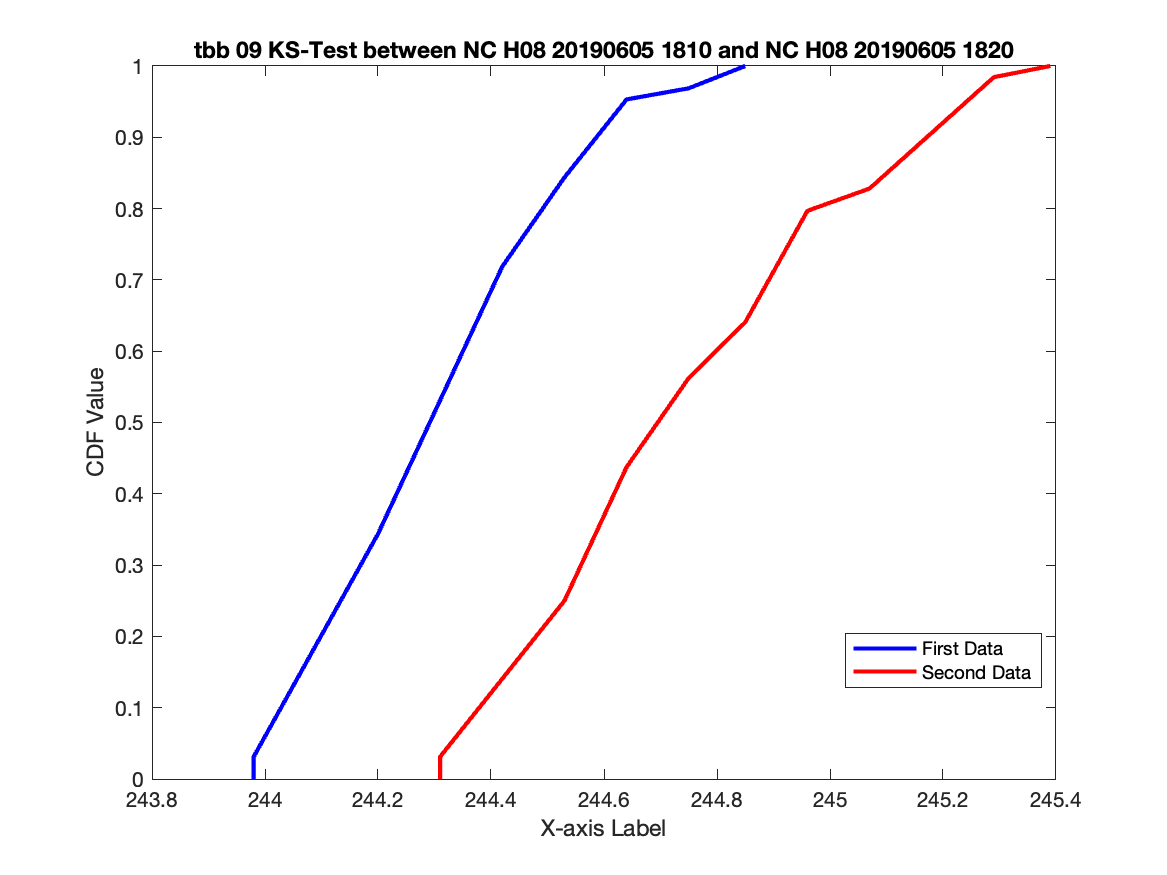 tbb 09 KS-Test between NC H08 20190605 1810 and NC H08 20190605 1820
1
0.9
0.8
0.7
0.6
0.5
0.4
0.3
0.2
0.1
0
CDF Value
First Data
Second Data
243.8 244 244.2 244.4 244.6 244.8 245 245.2 245.4
X-axis Label